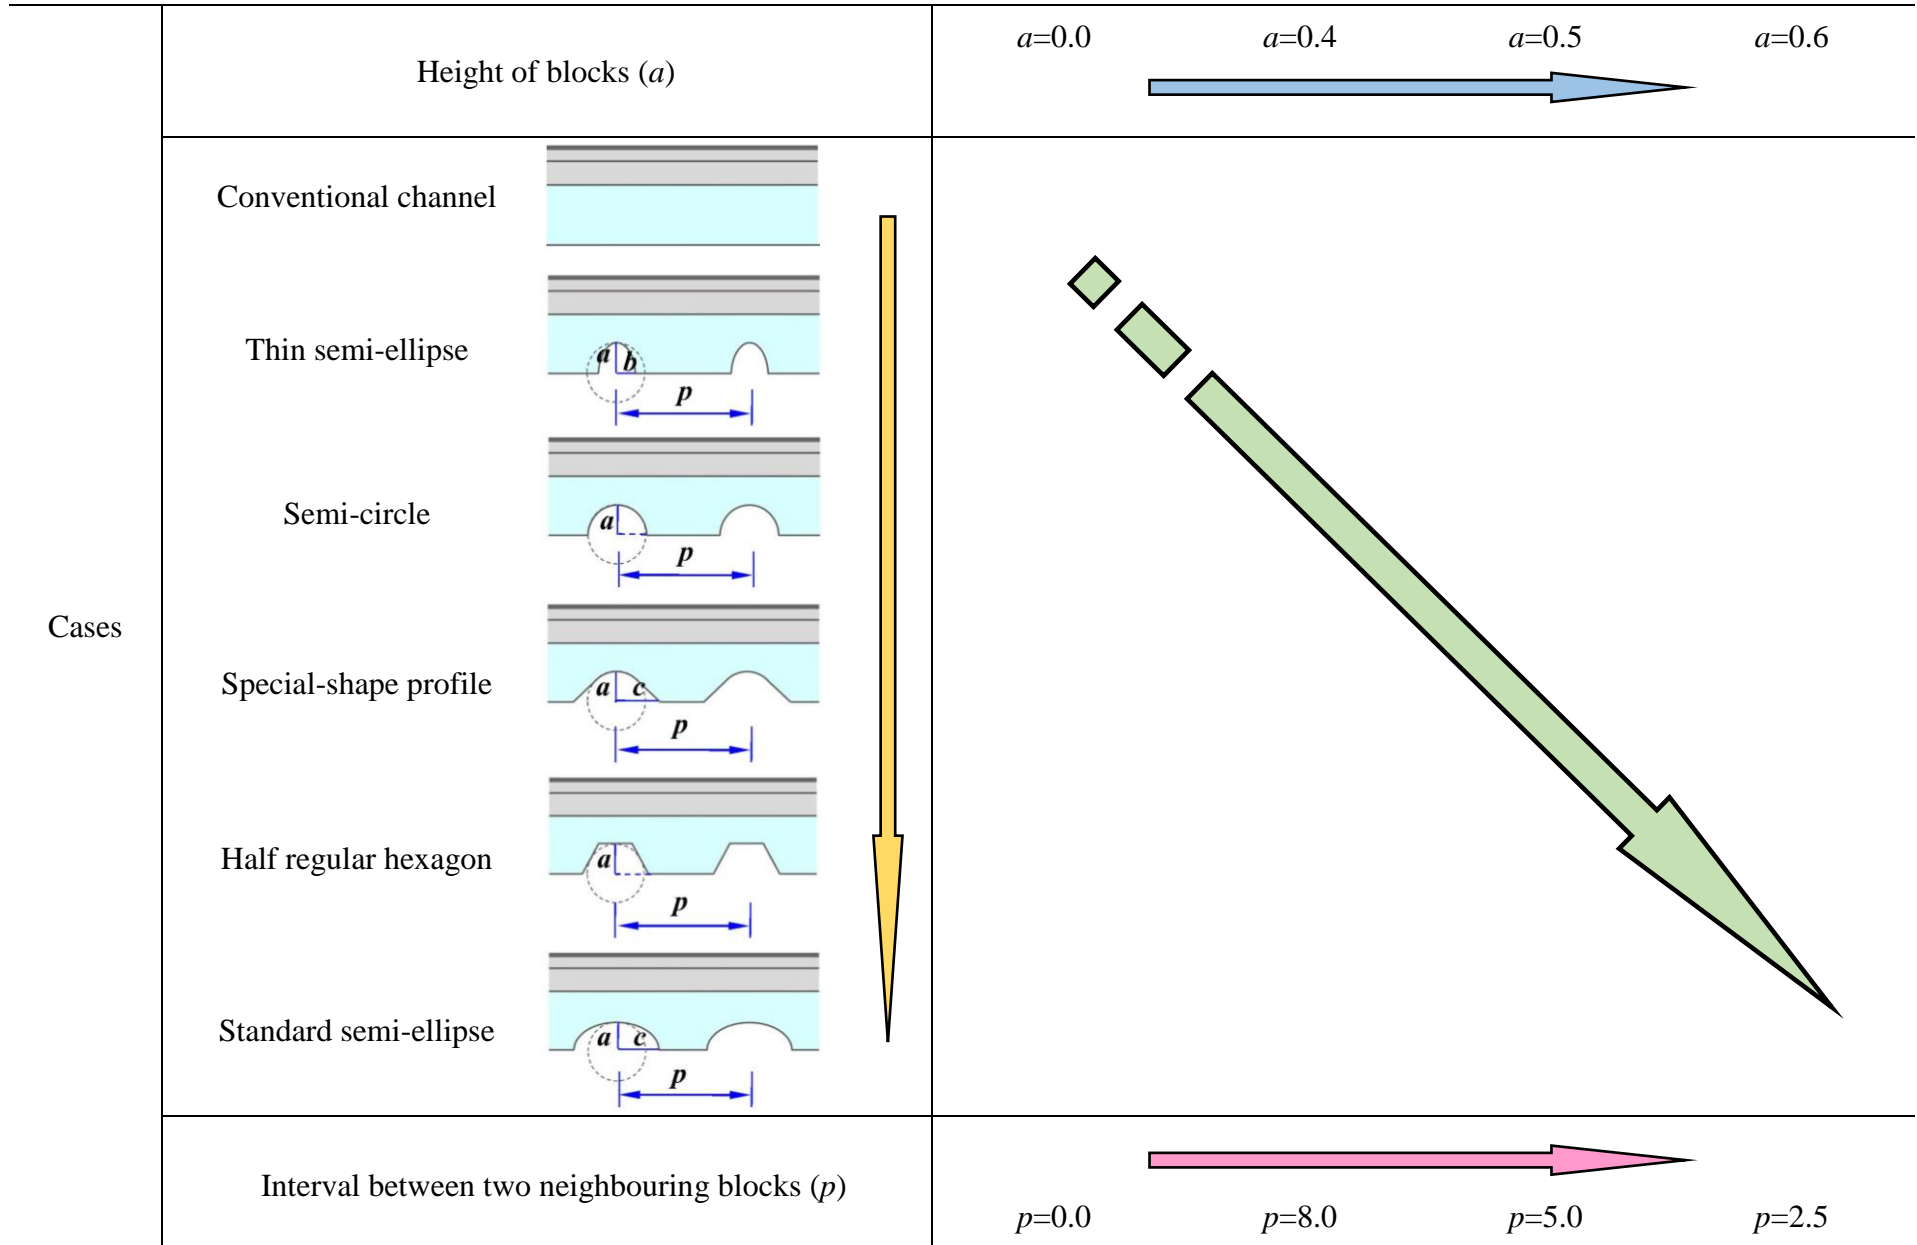 a=0.0 a=0.4 a=0.5 a=0.6
Height of blocks (a)
Conventional channel
Thin semi-ellipse
a b
p
Semi-circle
a
p
Cases
Special-shape profile
a c
p
Half regular hexagon
a
p
Standard semi-ellipse
a c
p
Interval between two neighbouring blocks (p)
p=0.0 p=8.0 p=5.0 p=2.5